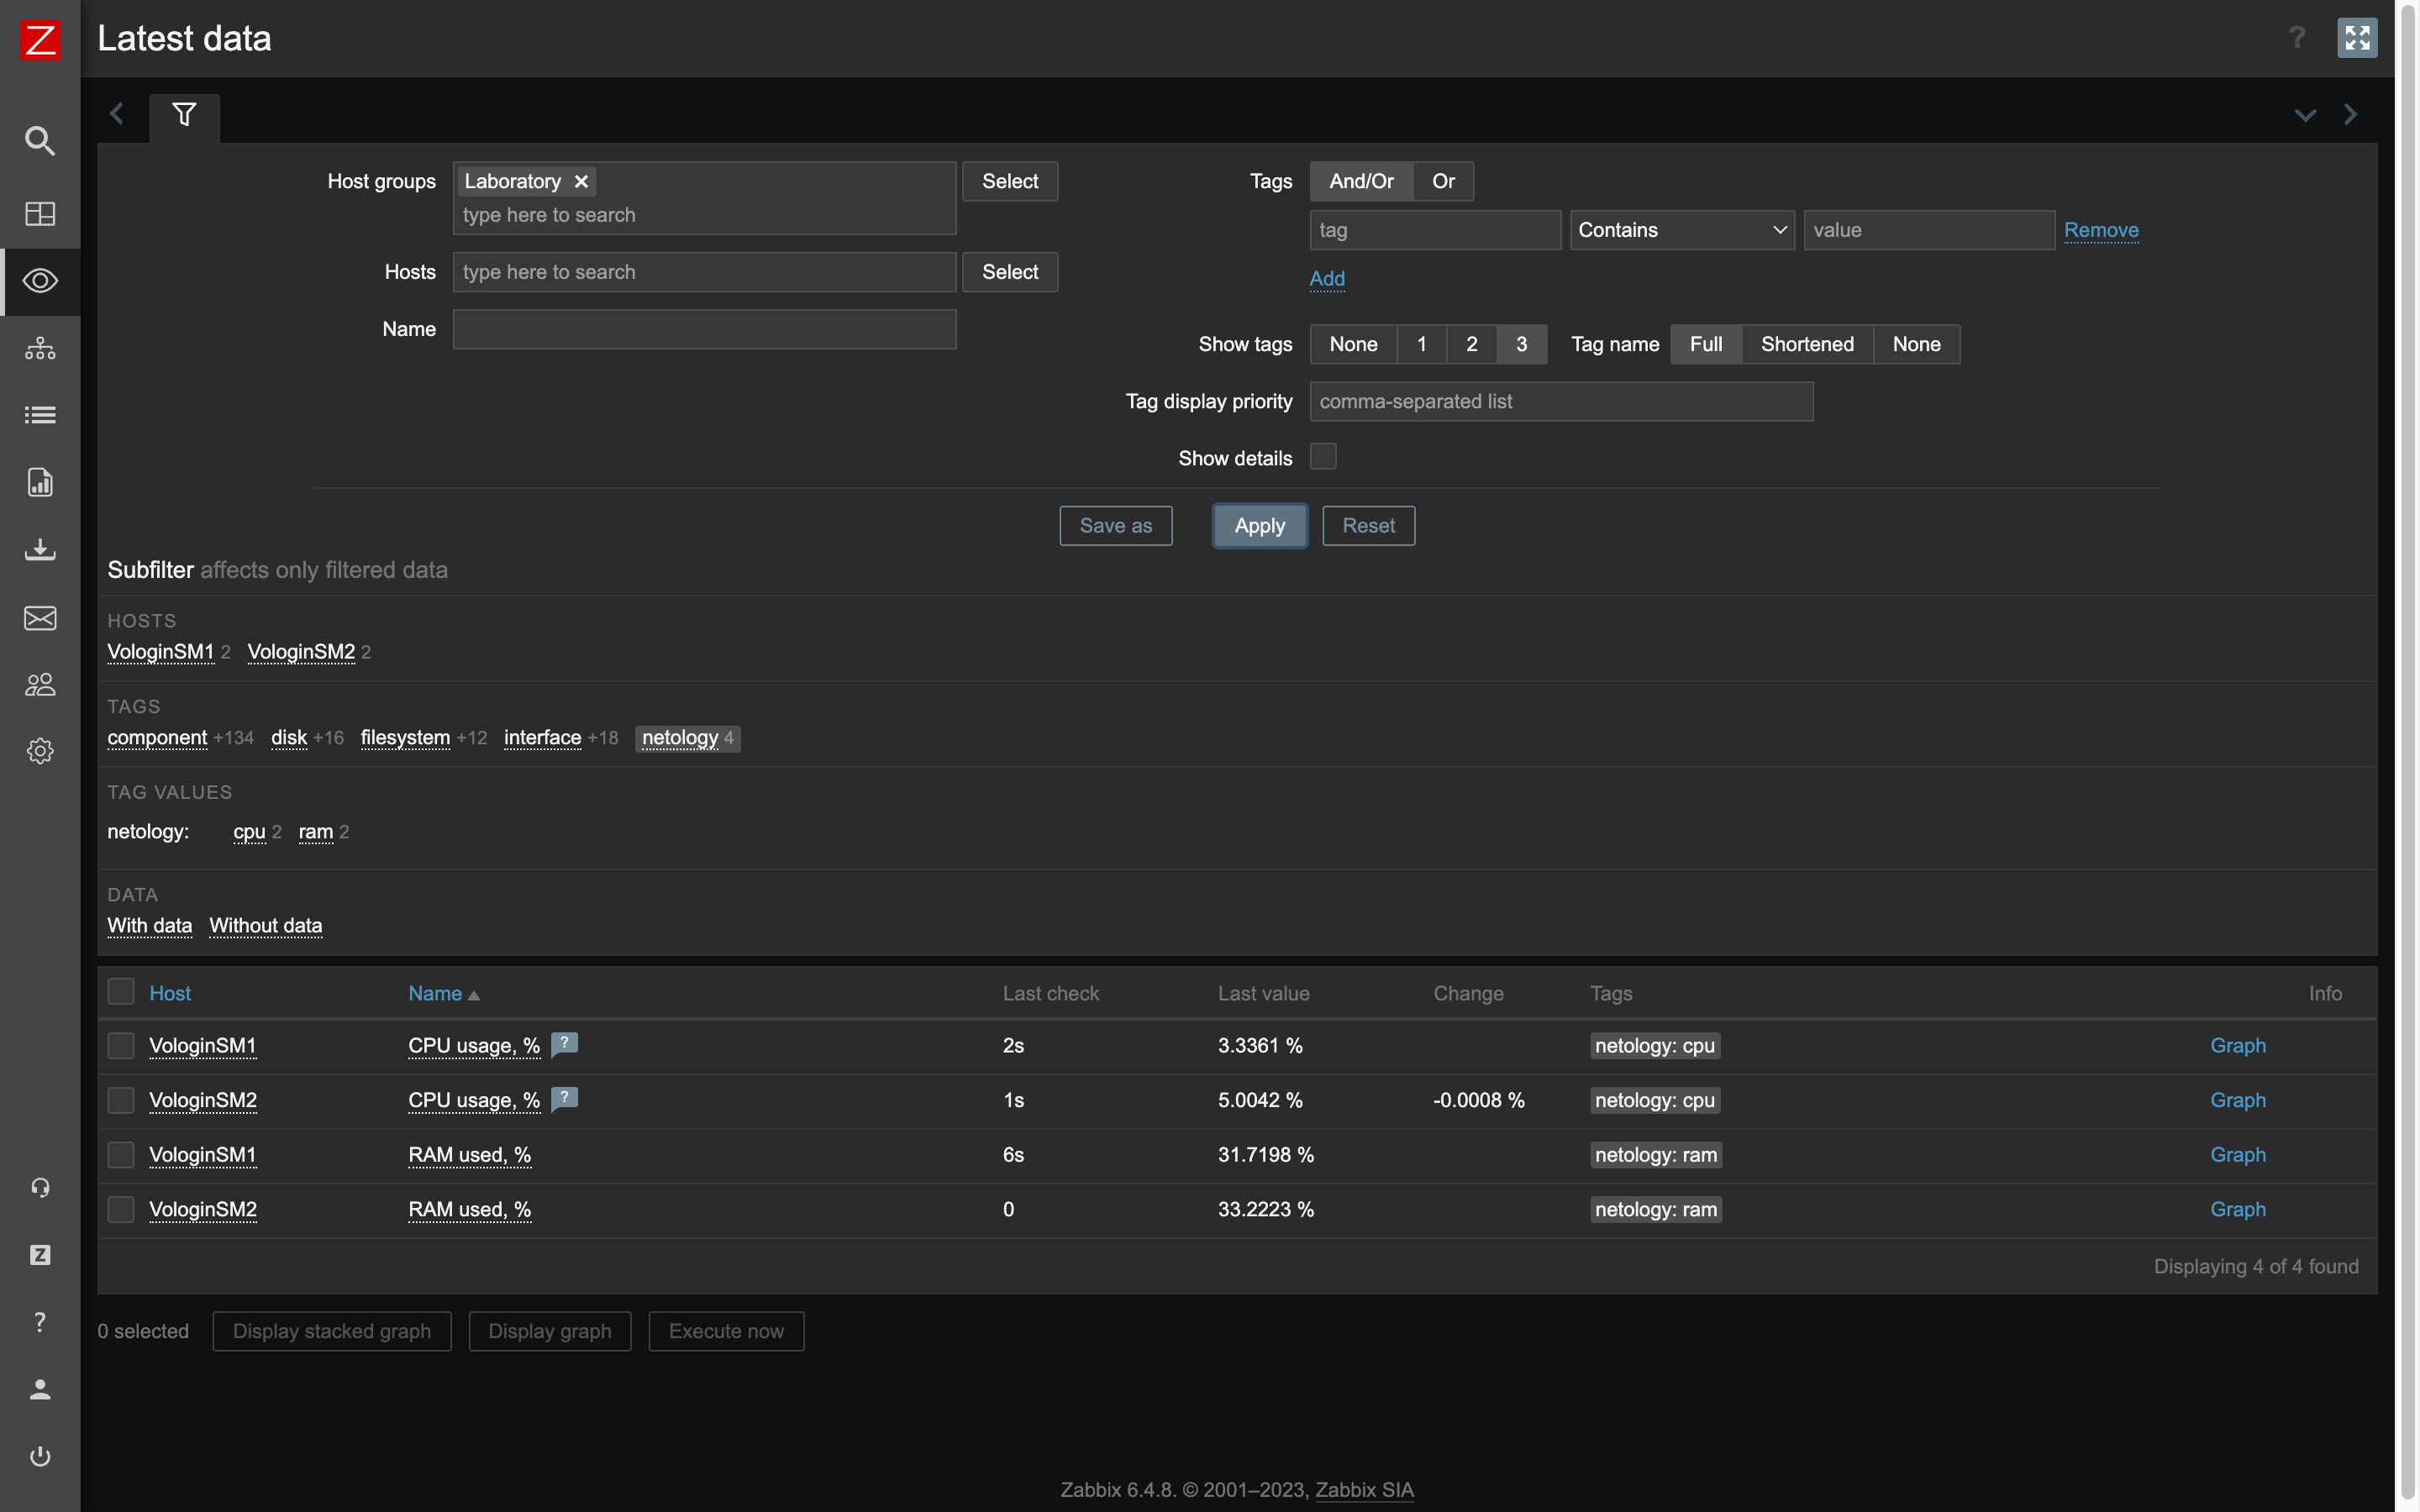 Z Latest data ?
Host groups Laboratory × Select Tags And/Or Or
type here to search
tag Contains value Remove
Hosts type here to search Select
Add
Name
Show tags None 1 2 3 Tag name Full Shortened None
Tag display priority comma-separated list
Show details
Save as Apply Reset
Subfilter affects only filtered data
HOSTS
VologinSM1 2 VologinSM2 2
TAGS
component +134 disk +16 filesystem +12 interface +18 netology 4
TAG VALUES
netology: cpu 2 ram 2
DATA
With data Without data
Host Name Last check Last value Change Tags Info
VologinSM1 CPU usage, % ? 2s 3.3361 % netology: cpu Graph
VologinSM2 CPU usage, % ? 1s 5.0042 % -0.0008 % netology: cpu Graph
VologinSM1 RAM used, % 6s 31.7198 % netology: ram Graph
VologinSM2 RAM used, % 0 33.2223 % netology: ram Graph
Z
Displaying 4 of 4 found
?
0 selected Display stacked graph Display graph Execute now
Zabbix 6.4.8. © 2001–2023, Zabbix SIA